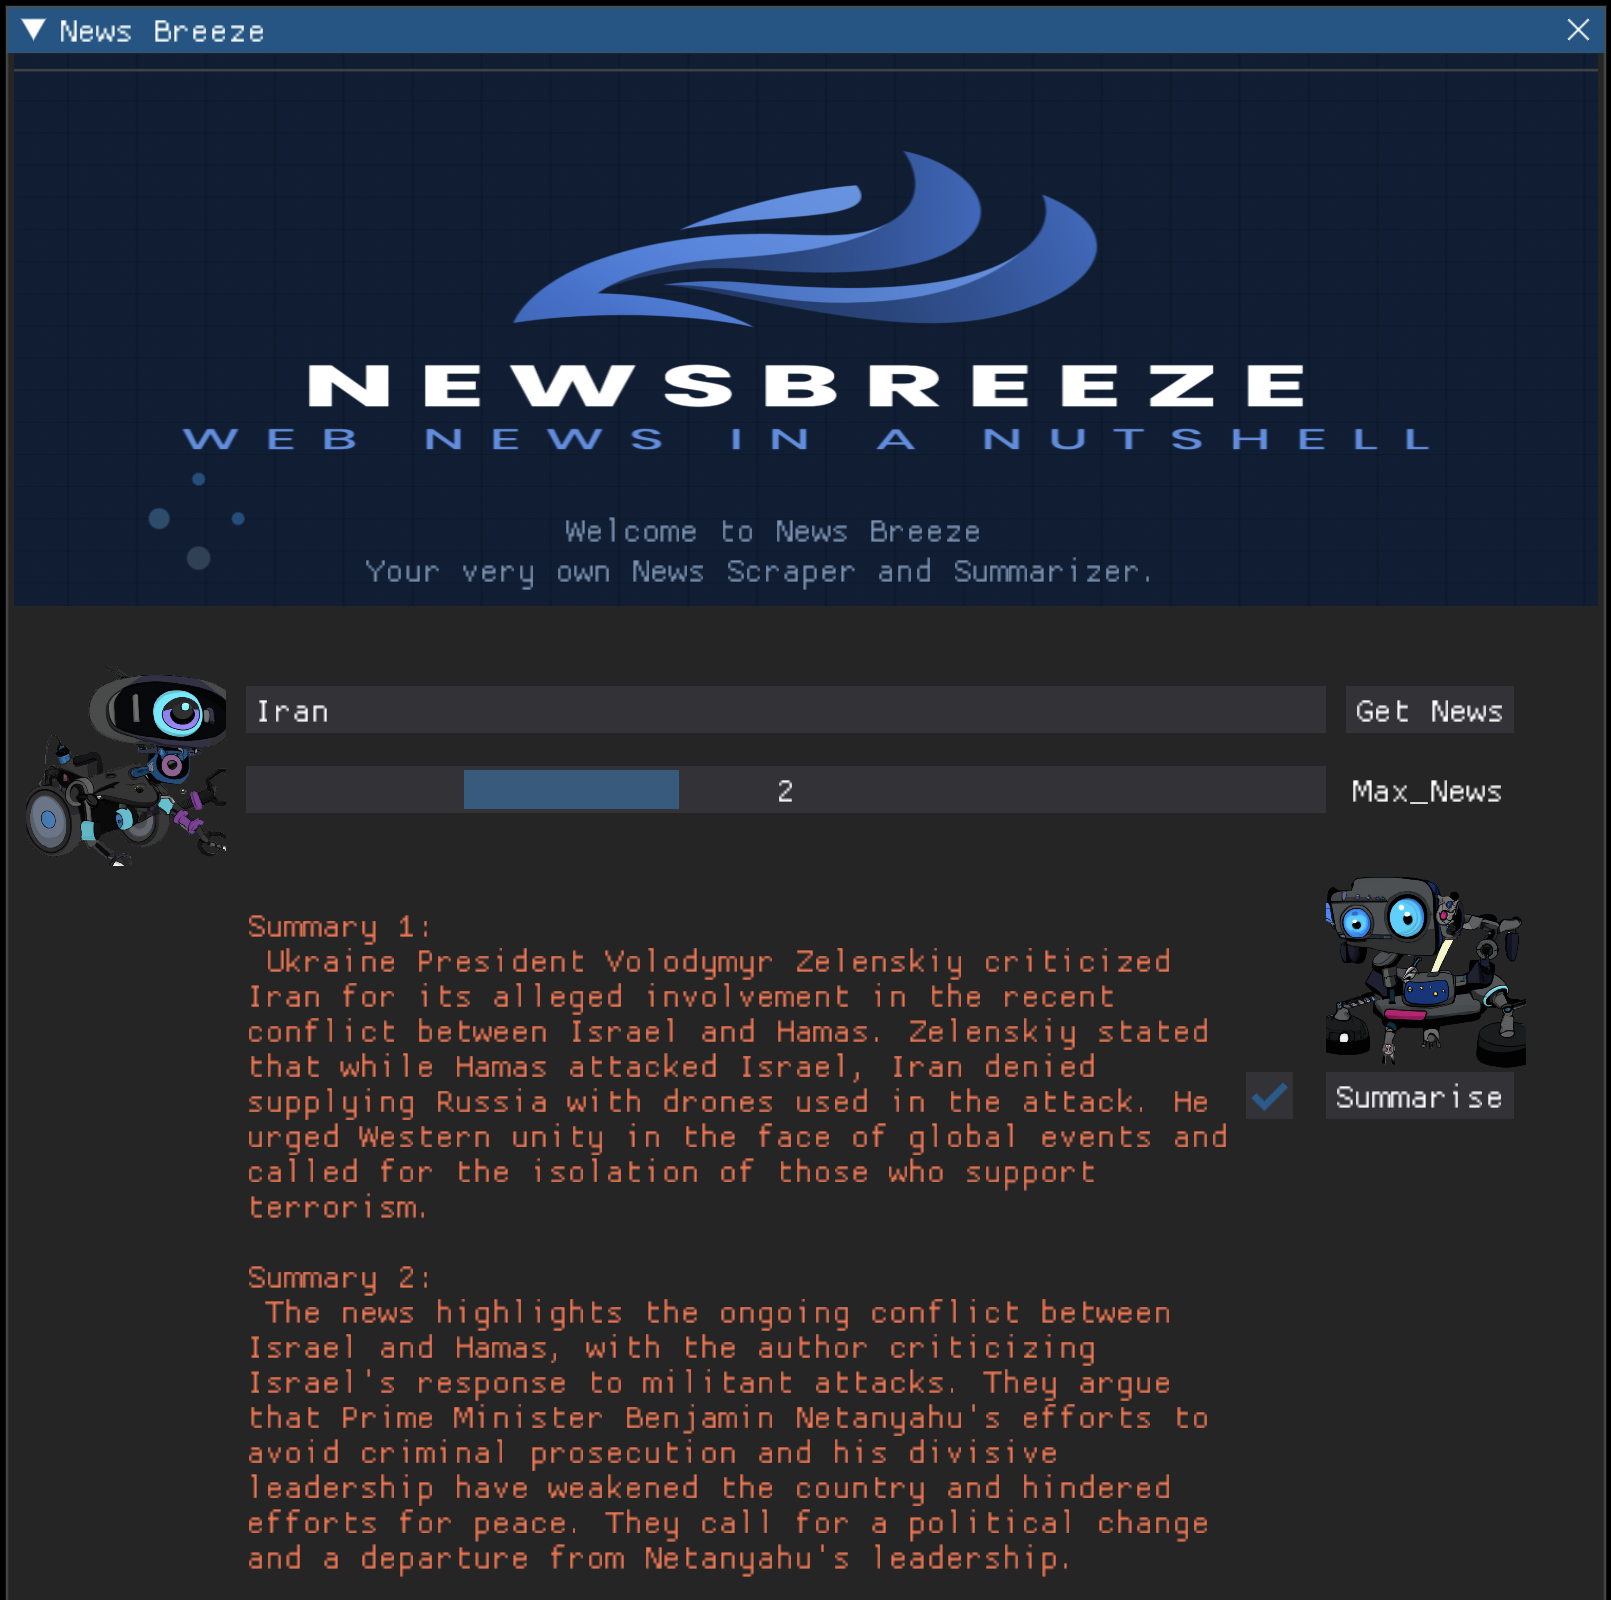 News Breeze
NEWSBREEZE
WEB NEWS IN A NUTSHELL
Welcome to News Breeze
Your very own News Scraper and Summarizer.
Iran
Get News
2
Max_News
Summary 1:
Ukraine President Volodymyr Zelenskiy criticized
Iran for its alleged involvement in the recent
conflict between Israel and Hamas. Zelenskiy stated
that while Hamas attacked Israel, Iran denied
supplying Russia with drones used in the attack. He
urged Western unity in the face of global events and
called for the isolation of those who support
terrorism.
Summarise
Summary 2:
The news highlights the ongoing conflict between
Israel and Hamas, with the author criticizing
Israel's response to militant attacks. They argue
that Prime Minister Benjamin Netanyahu's efforts to
avoid criminal prosecution and his divisive
leadership have weakened the country and hindered
efforts for peace. They call for a political change
and a departure from Netanyahu's leadership.